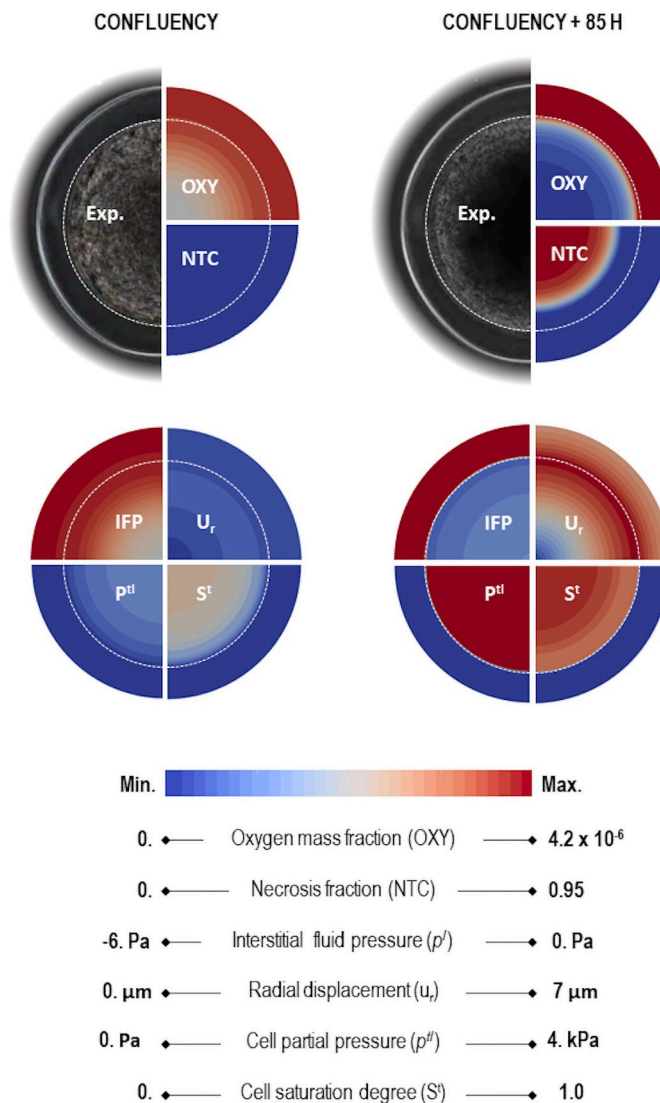 CONFLUENCY
CONFLUENCY + 85 H
OXY
Exp.
NTC
OXY
Exp.
NTC
IFP
Uᵣ
Pᵗˡ
Sᵗ
IFP
Uᵣ
Pᵗˡ
Sᵗ
Min.
Max.
0. Oxygen mass fraction (OXY) 4.2 x 10⁻⁶
0. Necrosis fraction (NTC) 0.95
-6. Pa Interstitial fluid pressure (pˡ) 0. Pa
0. μm Radial displacement (uᵣ) 7 μm
0. Pa Cell partial pressure (pᵗˡ) 4. kPa
0. Cell saturation degree (Sᵗ) 1.0